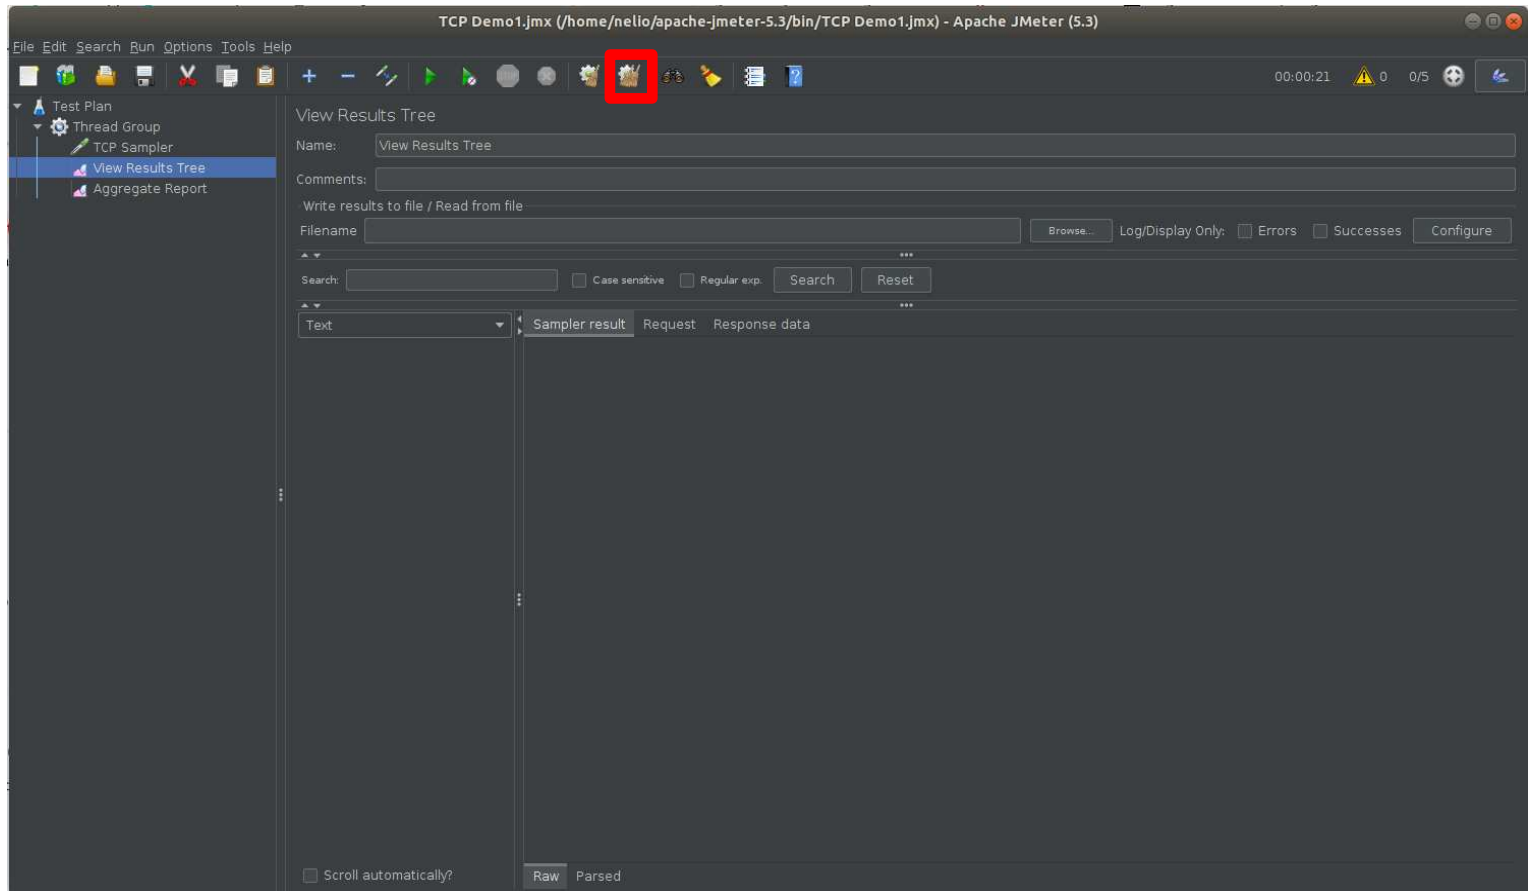 TCP Demo1.jmx (/home/nelio/apache-jmeter-5.3/bin/TCP Demo1.jmx) - Apache JMeter (5.3)
File Edit Search Run Options Tools Help
00:00:21 0 0/5
Test Plan
Thread Group
TCP Sampler
View Results Tree
Aggregate Report
View Results Tree
Name: View Results Tree
Comments:
Write results to file / Read from file
Filename Browse... Log/Display Only: Errors Successes Configure
Search: Case sensitive Regular exp. Search Reset
Text Sampler result Request Response data
Scroll automatically? Raw Parsed